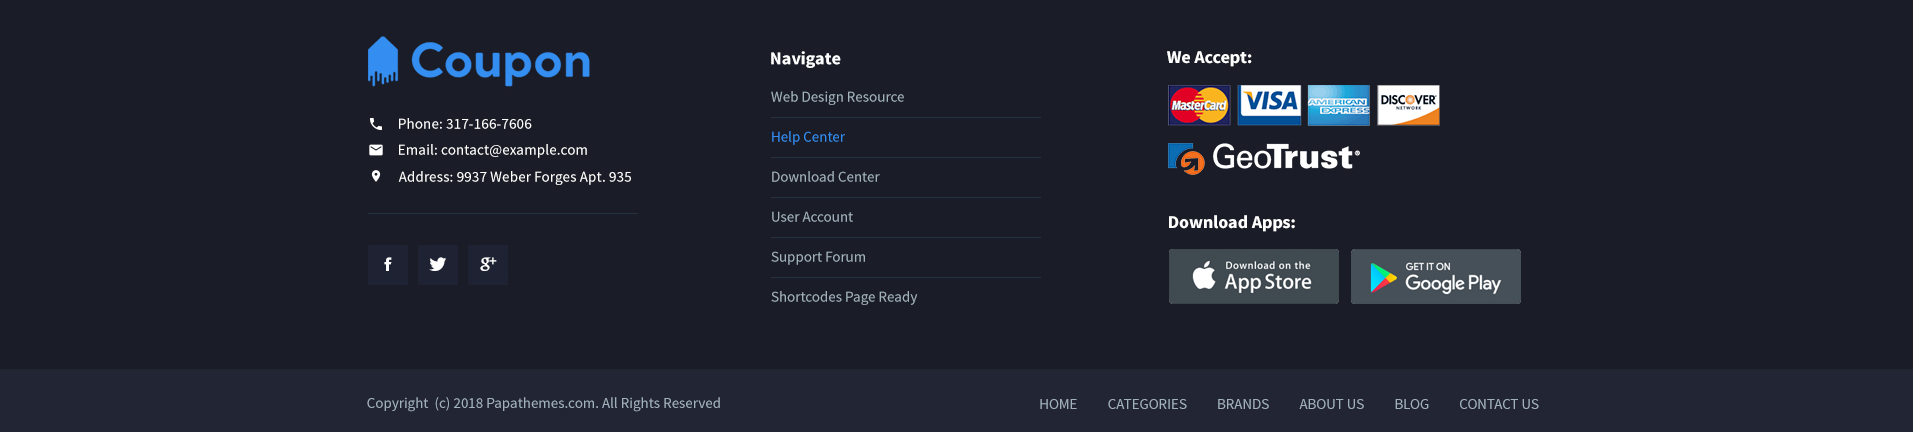 Coupon
Phone: 317-166-7606
Email: contact@example.com
Address: 9937 Weber Forges Apt. 935
f
g+
Navigate
Web Design Resource
Help Center
Download Center
User Account
Support Forum
Shortcodes Page Ready
We Accept:
MasterCard
VISA
AMERICAN EXPRESS
DISCOVER
NETWORK
GeoTrust®
Download Apps:
Download on the
App Store
GET IT ON
Google Play
Copyright (c) 2018 Papathemes.com. All Rights Reserved
HOME CATEGORIES BRANDS ABOUT US BLOG CONTACT US